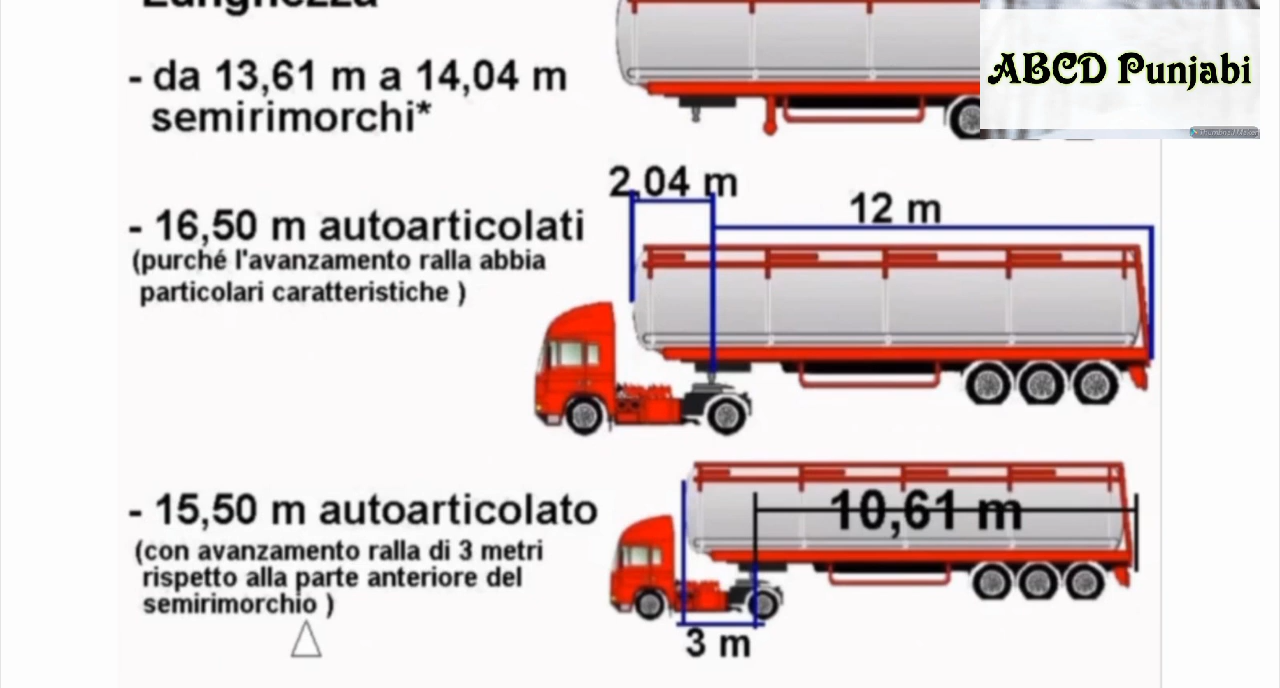 Lunghezza
ABCD Punjabi
- da 13,61 m a 14,04 m
semirimorchi*
2,04 m
12 m
- 16,50 m autoarticolati
(purché l'avanzamento ralla abbia
particolari caratteristiche )
- 15,50 m autoarticolato
10,61 m
(con avanzamento ralla di 3 metri
rispetto alla parte anteriore del
semirimorchio )
3 m